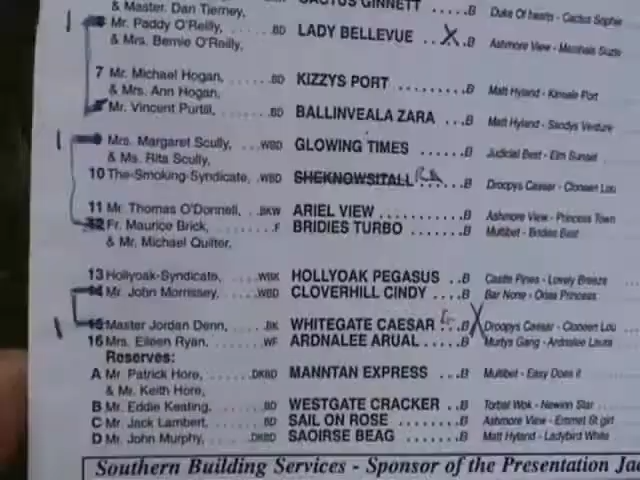 & Master. Dan Tierney, CACTUS GINNETT .....B Duke Of hearts - Cactus Sophie
Mr. Paddy O'Reilly, ...BD LADY BELLEVUE ...X.B Ashmore View -
& Mrs. Bernie O'Reilly,
7 Mr. Michael Hogan, ...BD KIZZYS PORT .........B Matt Hyland - Kinsale Port
& Mrs. Ann Hogan,
Mr. Vincent Purtill, ...BD BALLINVEALA ZARA ...B Matt Hyland - Sandys Venture
Mrs. Margaret Scully, ...WBD GLOWING TIMES .......B Judicial Best - Elm Sunset
& Ms. Rita Scully,
10 The-Smoking-Syndicate, .WBD SHEKNOWSITALL ......B Droopys Caesar - Cloneen Lou
11 Mr. Thomas O'Donnell, ..BKW ARIEL VIEW ...........B Ashmore View - Princess Town
12 Fr. Maurice Brick, .......F BRIDIES TURBO .......B Multibet - Brides Best
& Mr. Michael Quilter,
13 Hollyoak-Syndicate, ....WBK HOLLYOAK PEGASUS ..B Castle Pines - Lovely Breeze
14 Mr. John Morrissey, ....WBD CLOVERHILL CINDY ...B Bar None - Princess
15 Master Jordan Denn, ....BK WHITEGATE CAESAR ..B X Droopys Caesar - Cloneen Lou
16 Mrs. Eileen Ryan, .......WF ARDNALEE ARUAL .....B Murtys Gang - Ardnalee Laura
Reserves:
A Mr. Patrick Hore, .....DKBD MANNTAN EXPRESS ...B Multibet - Easy Does it
& Mr. Keith Hore,
B Mr. Eddie Keating, ......BD WESTGATE CRACKER ..B Torbal Wok - Newinn Star
C Mr. Jack Lambert, .......BD SAIL ON ROSE ........B Ashmore View - Emmet St girl
D Mr. John Murphy, .....DKBD SAOIRSE BEAG .......B Matt Hyland - Ladybird White
Southern Building Services - Sponsor of the Presentation